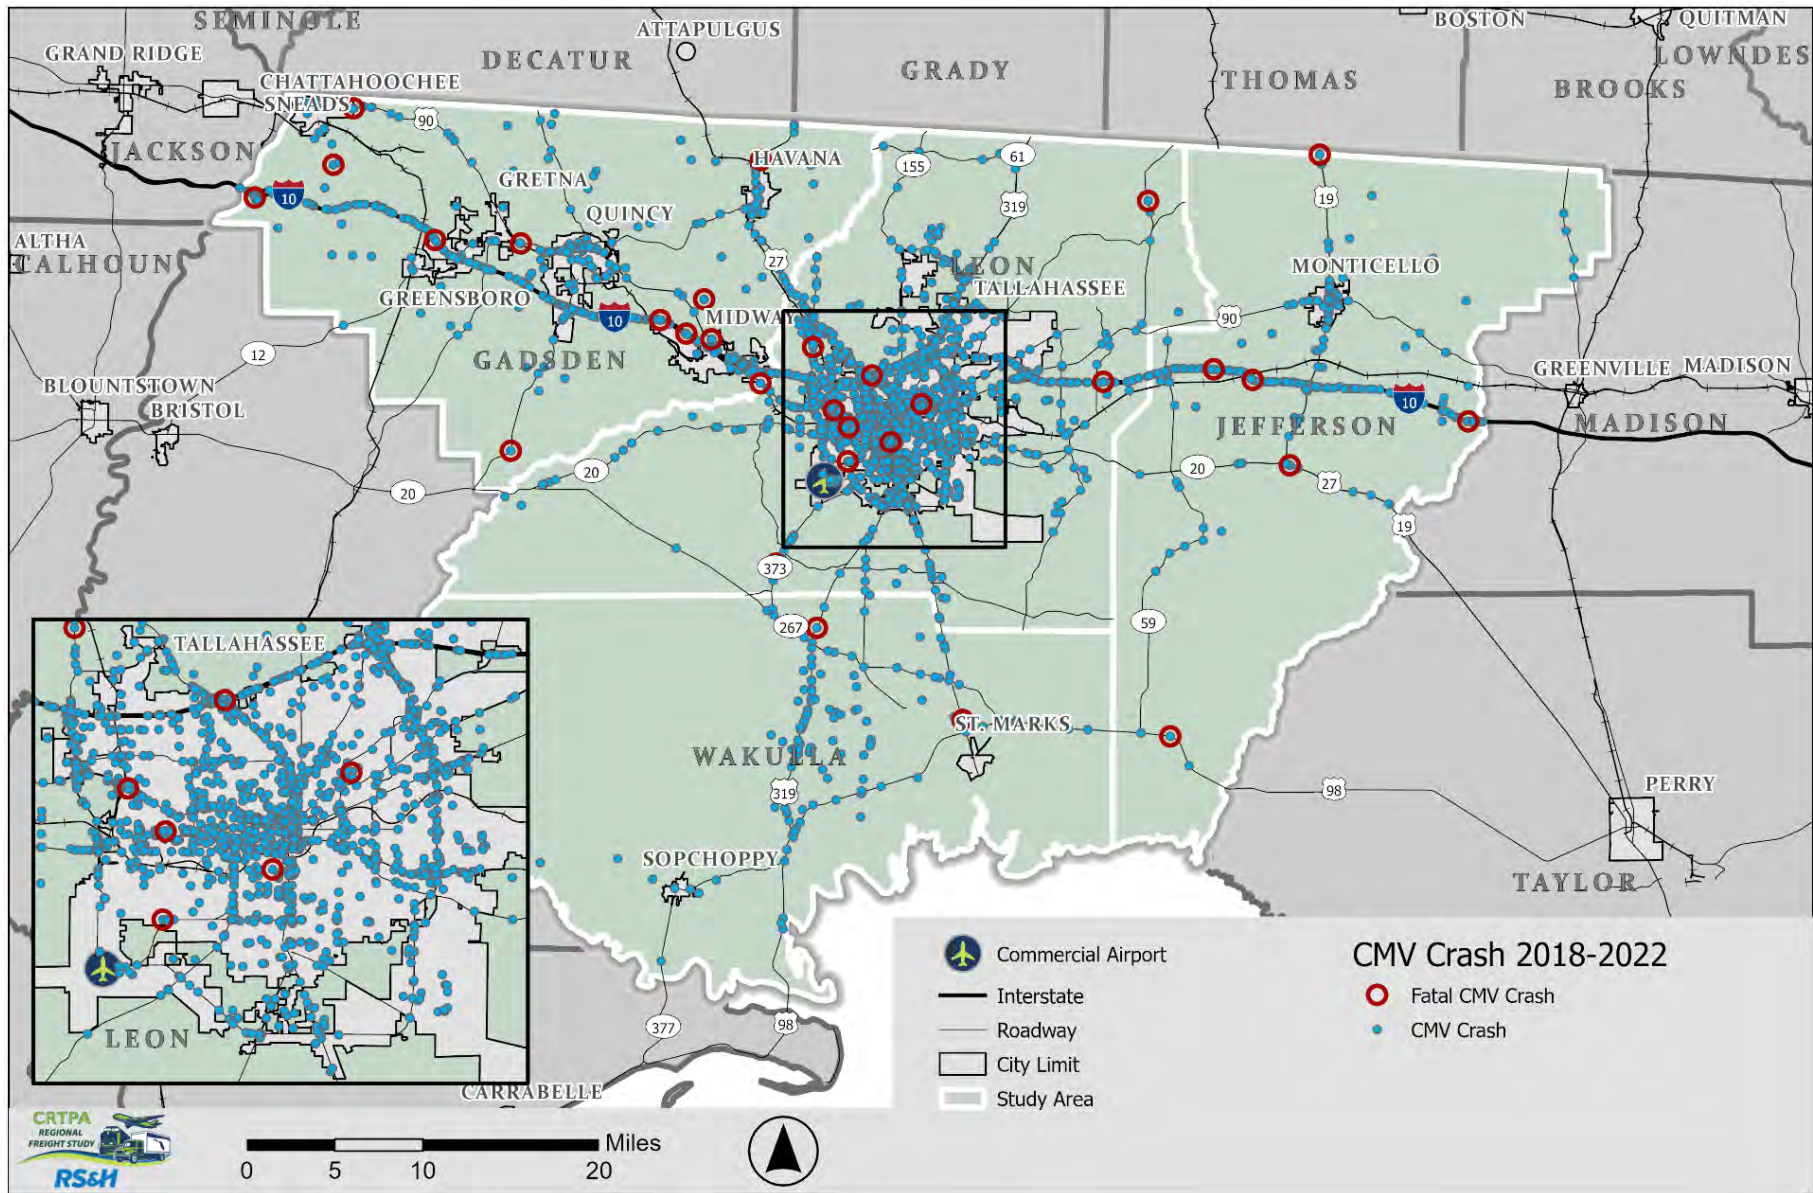 SEMINOLE
ATTAPULGUS
BOSTON
QUITMAN
GRAND RIDGE
DECATUR
GRADY
THOMAS
LOWNDES
BROOKS
CHATTAHOOCHEE
SNEADS
90
JACKSON
HAVANA
155
61
10
GRETNA
19
319
QUINCY
ALTHA
CALHOUN
27
LEON
MONTICELLO
GREENSBORO
TALLAHASSEE
10
MIDWAY
90
12
GADSDEN
GREENVILLE
MADISON
BLOUNTSTOWN
BRISTOL
10
JEFFERSON
MADISON
20
20
20
27
19
373
267
59
TALLAHASSEE
ST. MARKS
WAKULLA
319
98
PERRY
SOPCHOPPY
TAYLOR
LEON
377
98
CARRABELLE
Commercial Airport
Interstate
Roadway
City Limit
Study Area
CMV Crash 2018-2022
Fatal CMV Crash
CMV Crash
CRTPA
REGIONAL
FREIGHT STUDY
RS&H
Miles
0 5 10 20